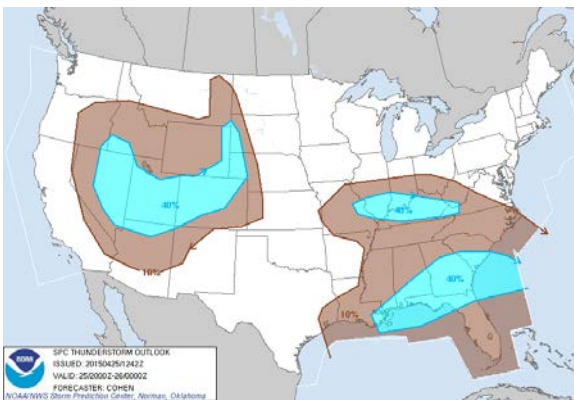 40%
40%
10%
40%
10%
NOAA
SPC THUNDERSTORM OUTLOOK
ISSUED: 20150425/1242Z
VALID: 25/2000Z-26/0000Z
FORECASTER: COHEN
NOAA/NWS Storm Prediction Center, Norman, Oklahoma